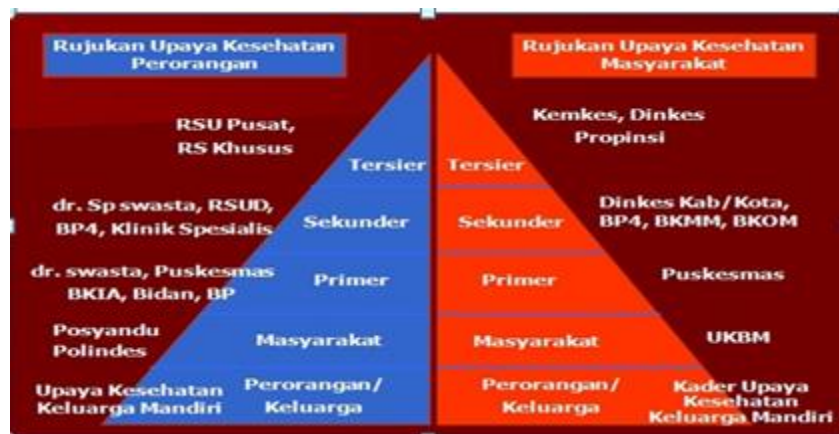 Rujukan Upaya Kesehatan
Perorangan
Rujukan Upaya Kesehatan
Masyarakat
RSU Pusat,
RS Khusus
Tersier
Tersier
Kemkes, Dinkes
Propinsi
dr. Sp swasta, RSUD,
BP4, Klinik Spesialis
Sekunder
Sekunder
Dinkes Kab/Kota,
BP4, BKMM, BKOM
dr. swasta, Puskesmas
BKIA, Bidan, BP
Primer
Primer
Puskesmas
Posyandu
Polindes
Masyarakat
Masyarakat
UKBM
Upaya Kesehatan
Keluarga Mandiri
Perorangan/
Keluarga
Perorangan/
Keluarga
Kader Upaya
Kesehatan
Keluarga Mandiri